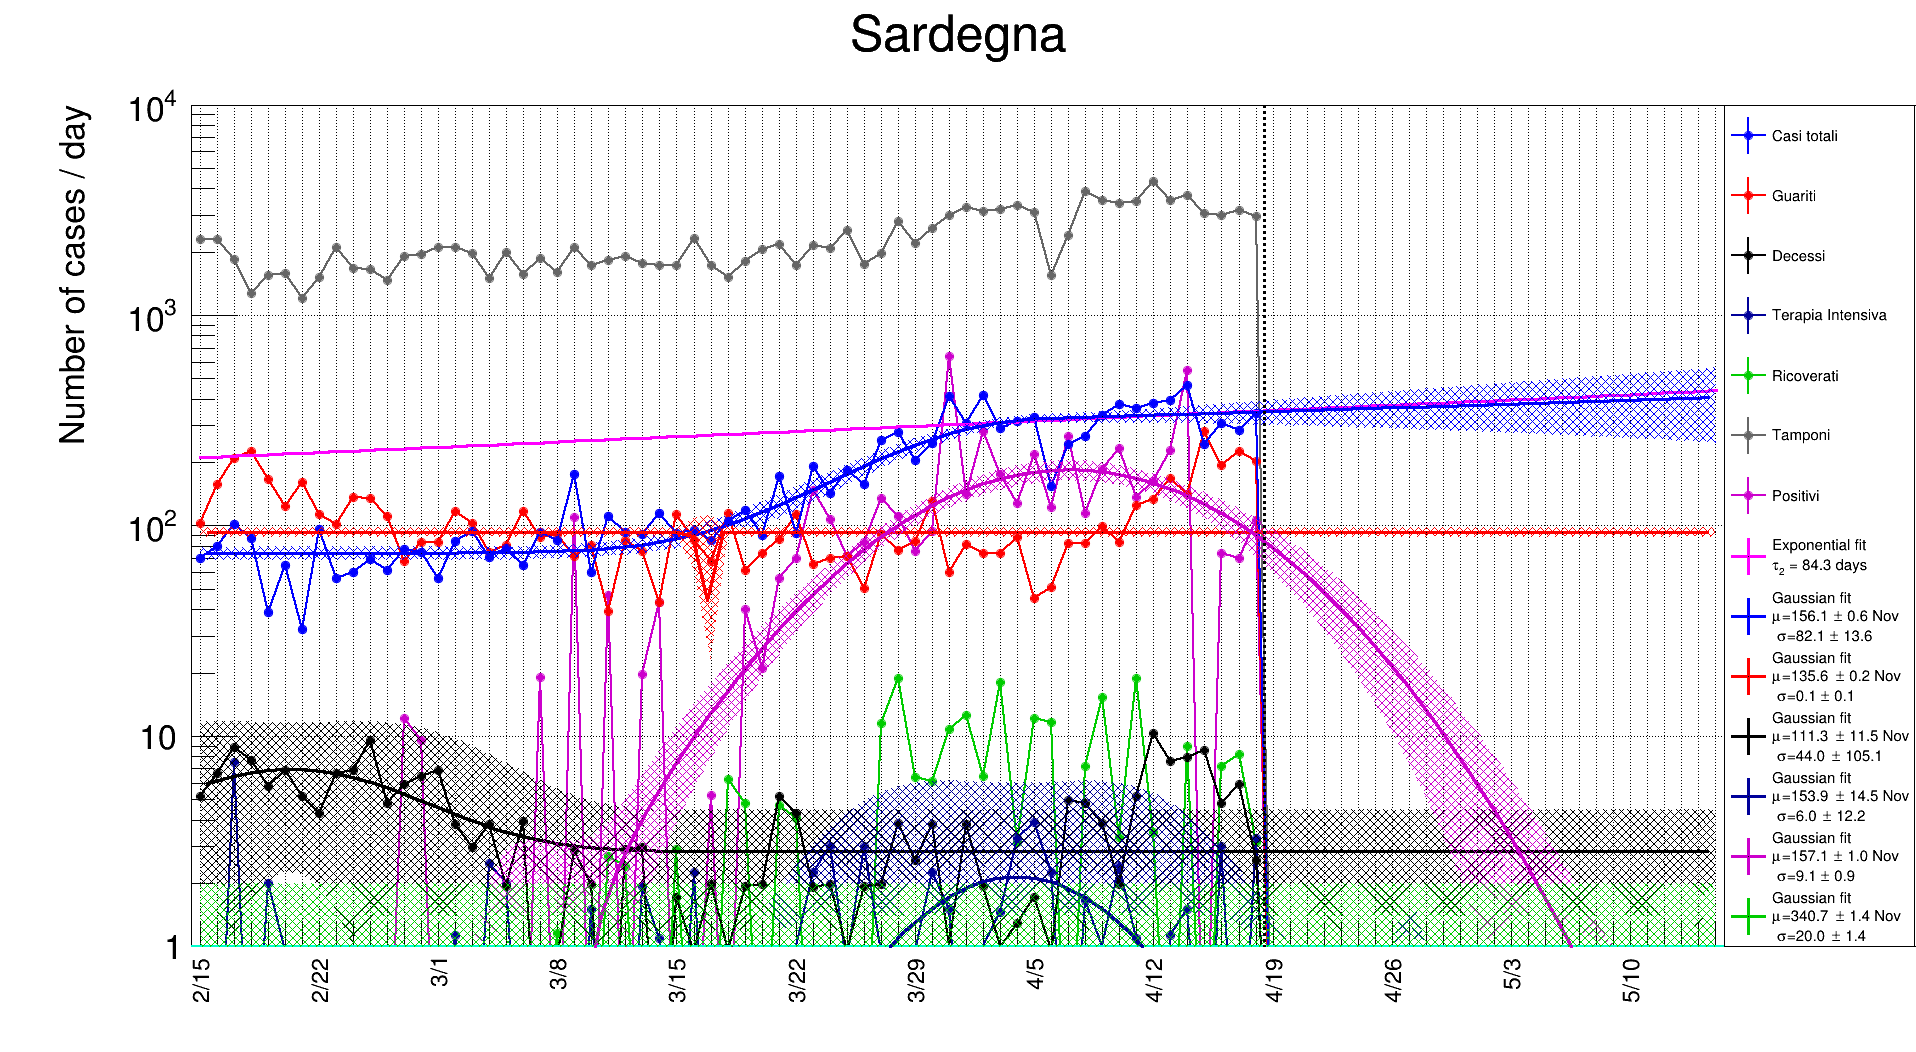 Sardegna
Number of cases / day
10^4
10^3
10^2
10
1
2/15
2/22
3/1
3/8
3/15
3/22
3/29
4/5
4/12
4/19
4/26
5/3
5/10
Casi totali
Guariti
Decessi
Terapia Intensiva
Ricoverati
Tamponi
Positivi
Exponential fit
τ₂ = 84.3 days
Gaussian fit
μ=156.1 ± 0.6 Nov
σ=82.1 ± 13.6
Gaussian fit
μ=135.6 ± 0.2 Nov
σ=0.1 ± 0.1
Gaussian fit
μ=111.3 ± 11.5 Nov
σ=44.0 ± 105.1
Gaussian fit
μ=153.9 ± 14.5 Nov
σ=6.0 ± 12.2
Gaussian fit
μ=157.1 ± 1.0 Nov
σ=9.1 ± 0.9
Gaussian fit
μ=340.7 ± 1.4 Nov
σ=20.0 ± 1.4